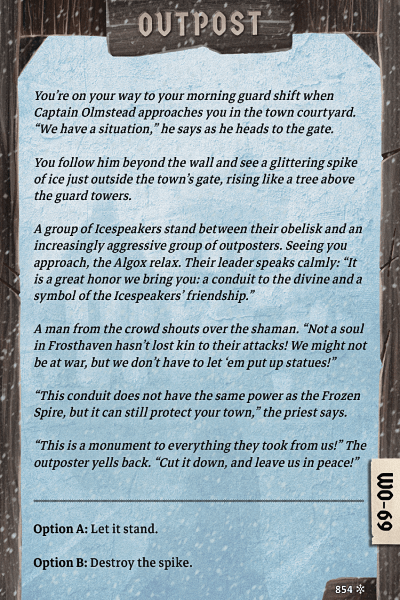 OUTPOST
You're on your way to your morning guard shift when
Captain Olmstead approaches you in the town courtyard.
“We have a situation,” he says as he heads to the gate.
You follow him beyond the wall and see a glittering spike
of ice just outside the town's gate, rising like a tree above
the guard towers.
A group of Icespeakers stand between their obelisk and an
increasingly aggressive group of outposters. Seeing you
approach, the Algox relax. Their leader speaks calmly: “It
is a great honor we bring you: a conduit to the divine and a
symbol of the Icespeakers' friendship.”
A man from the crowd shouts over the shaman. “Not a soul
in Frosthaven hasn't lost kin to their attacks! We might not
be at war, but we don't have to let 'em put up statues!”
“This conduit does not have the same power as the Frozen
Spire, but it can still protect your town,” the priest says.
“This is a monument to everything they took from us!” The
outposter yells back. “Cut it down, and leave us in peace!”
WO-69
Option A: Let it stand.
Option B: Destroy the spike.
854